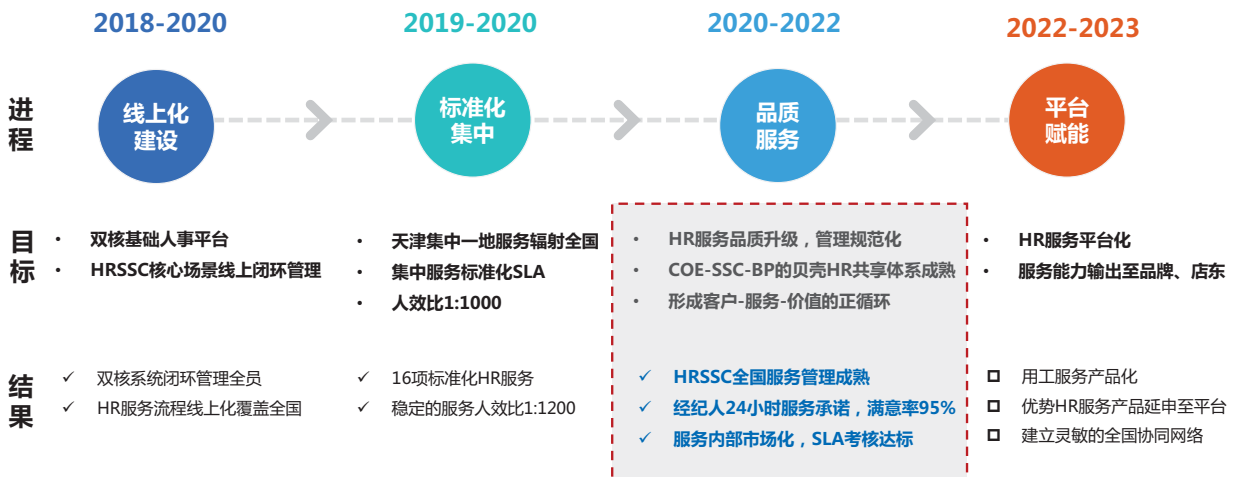 2018-2020
2019-2020
2020-2022
2022-2023
进程
线上化
建设
标准化
集中
品质
服务
平台
赋能
目标
• 双核基础人事平台
• HRSSC核心场景线上闭环管理
• 天津集中一地服务辐射全国
• 集中服务标准化SLA
• 人效比1:1000
• HR服务品质升级，管理规范化
• COE-SSC-BP的贝壳HR共享体系成熟
• 形成客户-服务-价值的正循环
• HR服务平台化
• 服务能力输出至品牌、店东
结果
✓ 双核系统闭环管理全员
✓ HR服务流程线上化覆盖全国
✓ 16项标准化HR服务
✓ 稳定的服务人效比1:1200
✓ HRSSC全国服务管理成熟
✓ 经纪人24小时服务承诺，满意率95%
✓ 服务内部市场化，SLA考核达标
用工服务产品化
优势HR服务产品延申至平台
建立灵敏的全国协同网络